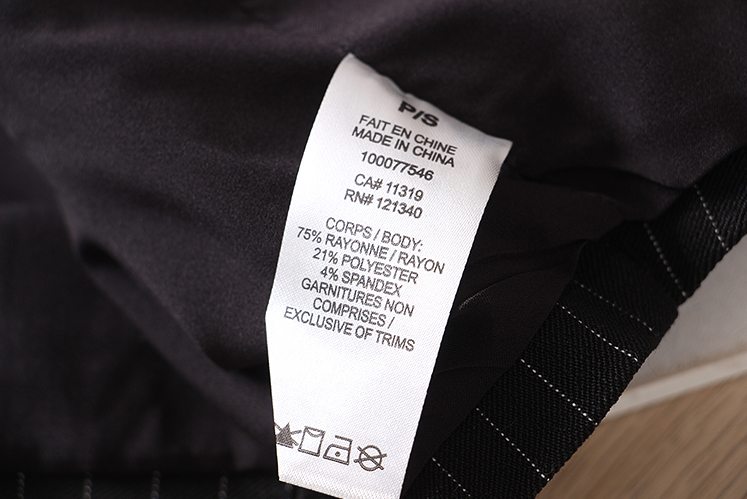 P/S
FAIT EN CHINE
MADE IN CHINA
100077546
CA# 11319
RN# 121340
CORPS / BODY:
75% RAYONNE / RAYON
21% POLYESTER
4% SPANDEX
GARNITURES NON
COMPRISES /
EXCLUSIVE OF TRIMS